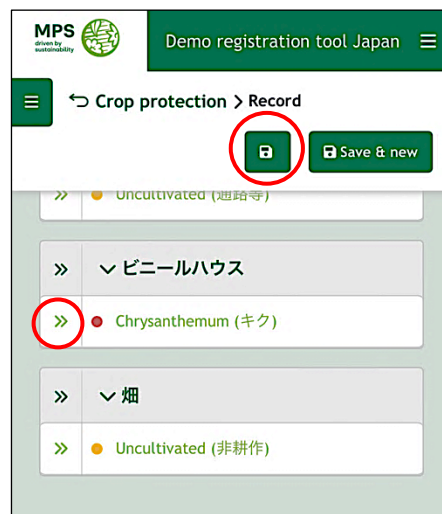 MPS
driven by
sustainability
Demo registration tool Japan
Crop protection > Record
Save & new
Uncultivated (通路等)
ビニールハウス
Chrysanthemum (キク)
畑
Uncultivated (非耕作)